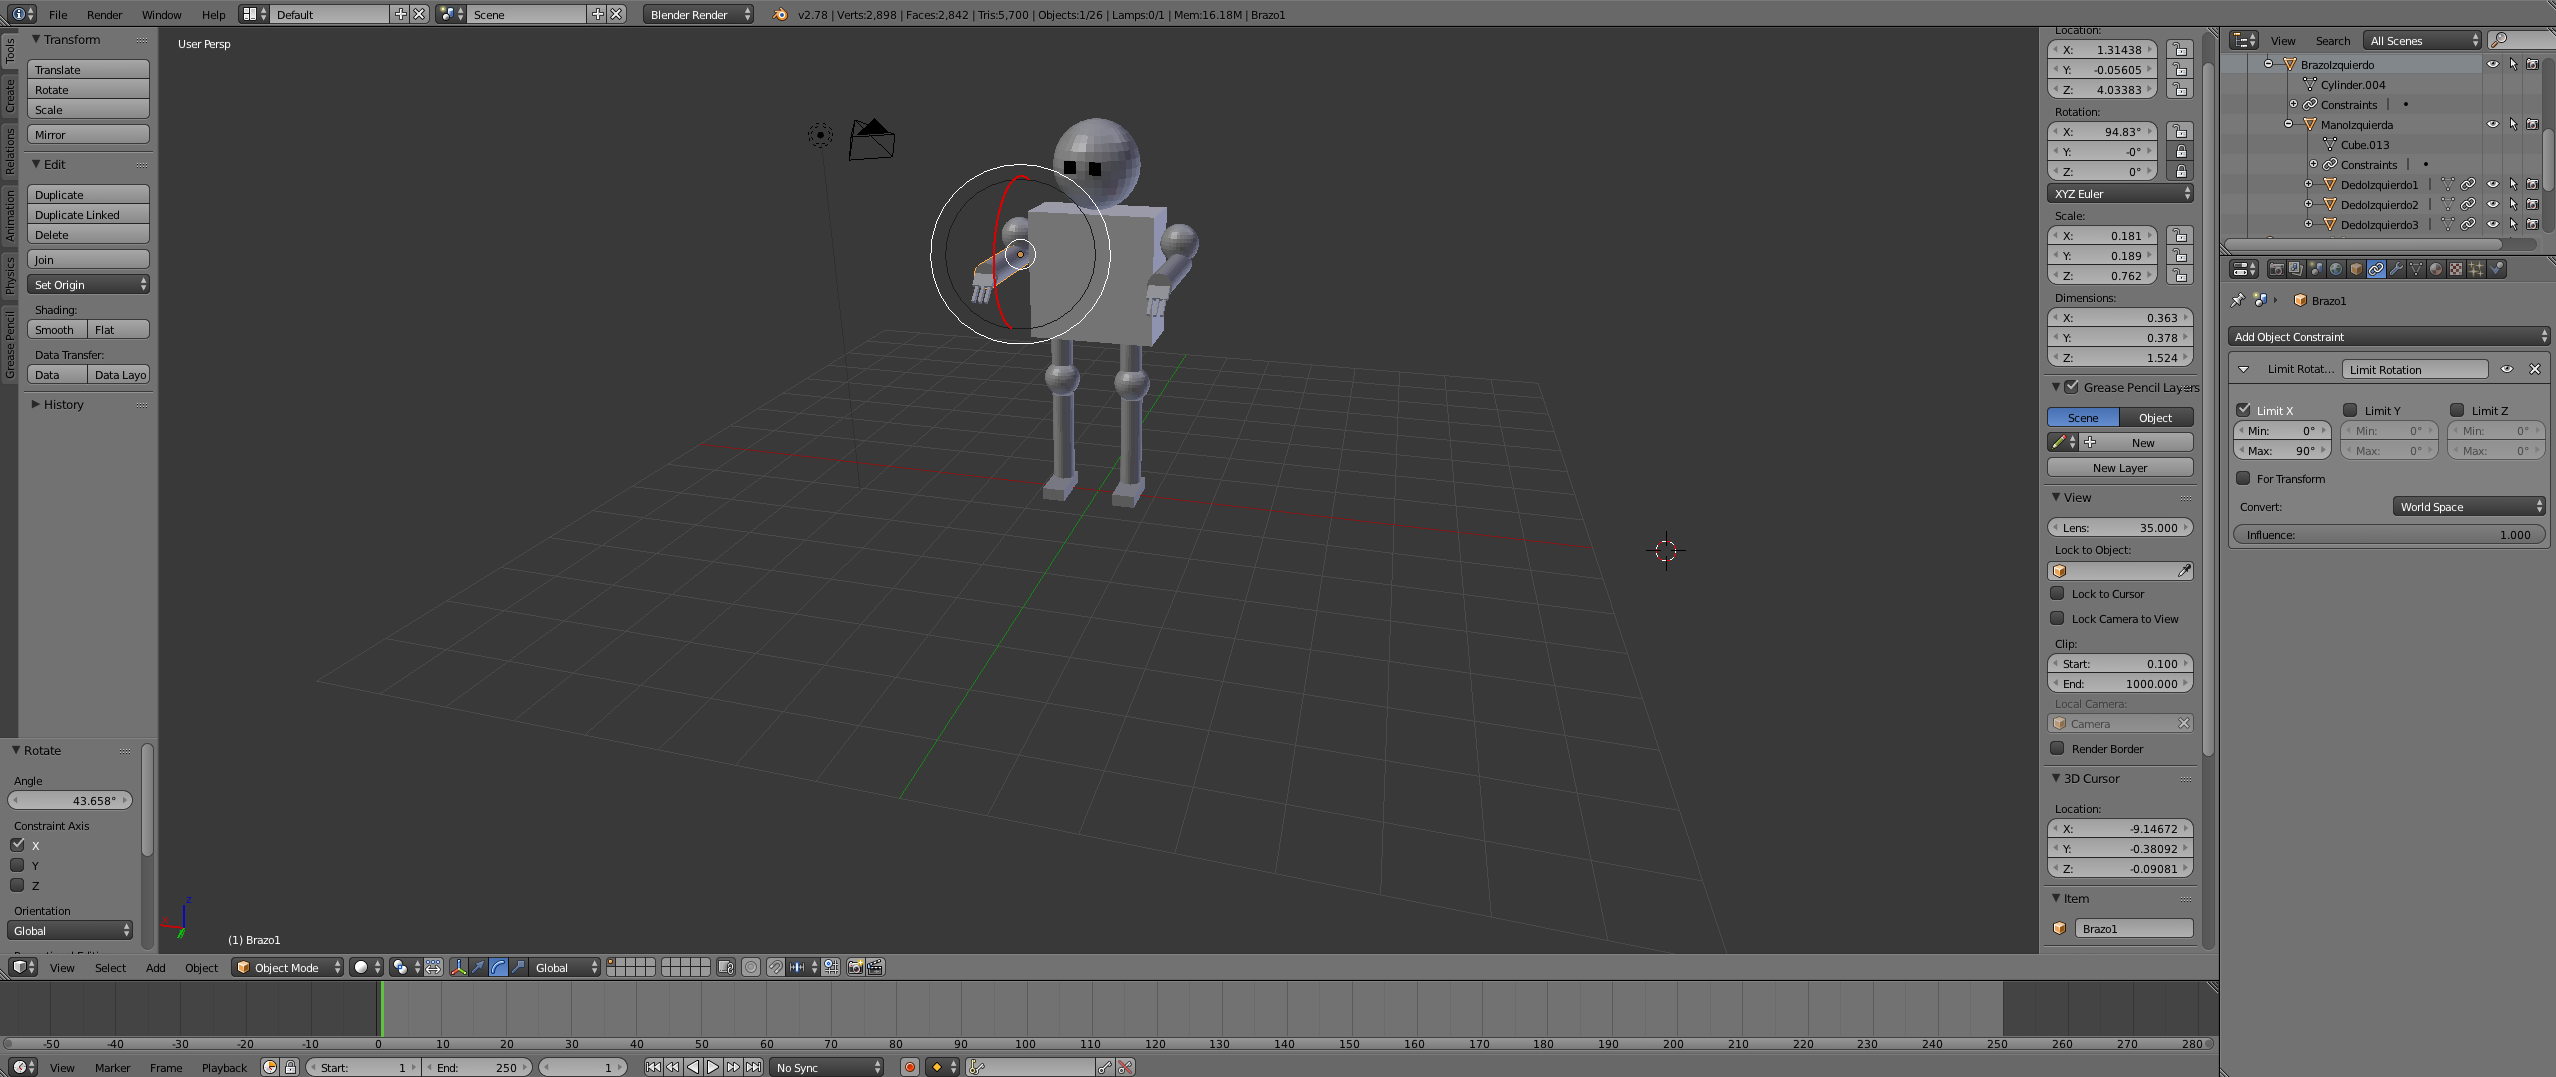 File Render Window Help Default Scene Blender Render v2.78 | Verts:2,898 | Faces:2,842 | Tris:5,700 | Objects:1/26 | Lamps:0/1 | Mem:16.18M | Brazo1
Tools
Create
Relations
Animation
Physics
Grease Pencil
Transform
Translate
Rotate
Scale
Mirror
Edit
Duplicate
Duplicate Linked
Delete
Join
Set Origin
Shading:
Smooth Flat
Data Transfer:
Data Data Layo
History
Rotate
Angle
43.658°
Constraint Axis
X
Y
Z
Orientation
Global
User Persp
(1) Brazo1
Location:
X: 1.31438
Y: -0.05605
Z: 4.03383
Rotation:
X: 94.83°
Y: -0°
Z: 0°
XYZ Euler
Scale:
X: 0.181
Y: 0.189
Z: 0.762
Dimensions:
X: 0.363
Y: 0.378
Z: 1.524
Grease Pencil Layers
Scene Object
New
New Layer
View
Lens: 35.000
Lock to Object:
Lock to Cursor
Lock Camera to View
Clip:
Start: 0.100
End: 1000.000
Local Camera:
Camera
Render Border
3D Cursor
Location:
X: -9.14672
Y: -0.38092
Z: -0.09081
Item
Brazo1
View Search All Scenes
BrazoIzquierdo
Cylinder.004
Constraints
ManoIzquierda
Cube.013
Constraints
DedoIzquierdo1
DedoIzquierdo2
DedoIzquierdo3
Brazo1
Add Object Constraint
Limit Rotat... Limit Rotation
Limit X Limit Y Limit Z
Min: 0° Min: 0° Min: 0°
Max: 90° Max: 0° Max: 0°
For Transform
Convert: World Space
Influence: 1.000
View Select Add Object Object Mode Global
-50 -40 -30 -20 -10 0 10 20 30 40 50 60 70 80 90 100 110 120 130 140 150 160 170 180 190 200 210 220 230 240 250 260 270 280
View Marker Frame Playback Start: 1 End: 250 1 No Sync